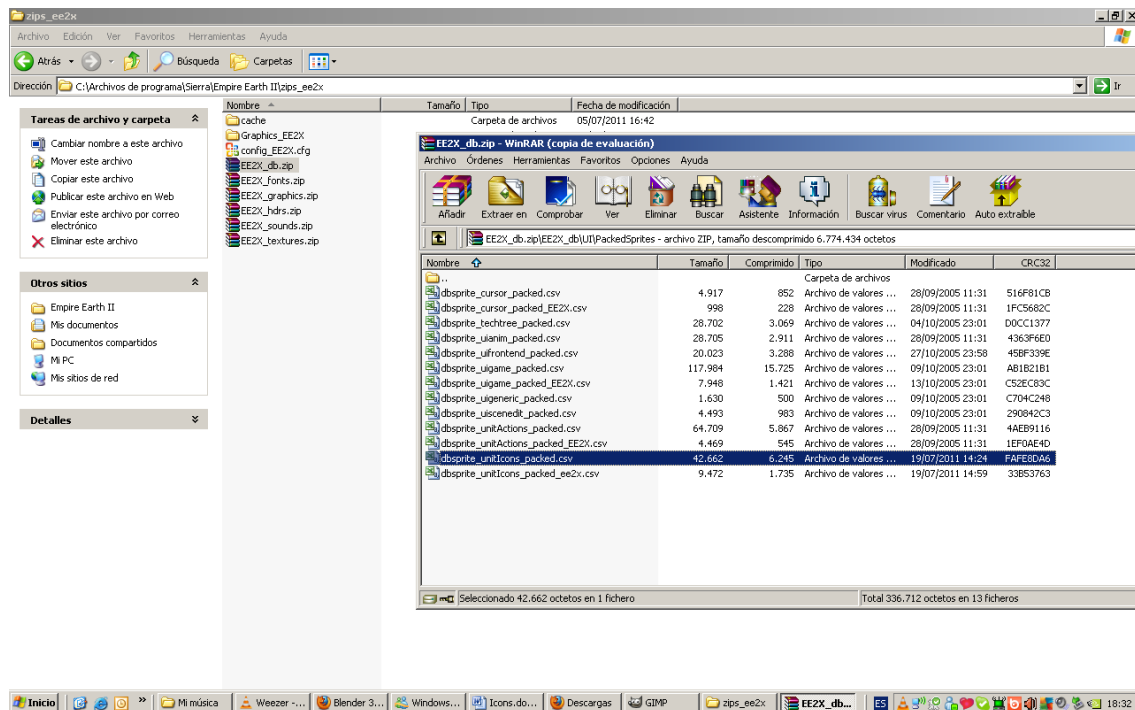 zips_ee2x
Archivo Edición Ver Favoritos Herramientas Ayuda
Atrás Búsqueda Carpetas
Dirección C:\Archivos de programa\Sierra\Empire Earth II\zips_ee2x Ir
Tareas de archivo y carpeta
Cambiar nombre a este archivo
Mover este archivo
Copiar este archivo
Publicar este archivo en Web
Enviar este archivo por correo
electrónico
Eliminar este archivo
Otros sitios
Empire Earth II
Mis documentos
Documentos compartidos
Mi PC
Mis sitios de red
Detalles
Nombre Tamaño Tipo Fecha de modificación
cache Carpeta de archivos 05/07/2011 16:42
Graphics_EE2X
config_EE2X.cfg
EE2X_db.zip
EE2X_fonts.zip
EE2X_graphics.zip
EE2X_hdrs.zip
EE2X_sounds.zip
EE2X_textures.zip
EE2X_db.zip - WinRAR (copia de evaluación)
Archivo Órdenes Herramientas Favoritos Opciones Ayuda
Añadir Extraer en Comprobar Ver Eliminar Buscar Asistente Información Buscar virus Comentario Auto extraíble
EE2X_db.zip\EE2X_db\UI\PackedSprites - archivo ZIP, tamaño descomprimido 6.774.434 octetos
Nombre Tamaño Comprimido Tipo Modificado CRC32
.. Carpeta de archivos
dbsprite_cursor_packed.csv 4.917 852 Archivo de valores ... 28/09/2005 11:31 516F81CB
dbsprite_cursor_packed_EE2X.csv 998 228 Archivo de valores ... 28/09/2005 11:31 1FC5682C
dbsprite_techtree_packed.csv 28.702 3.069 Archivo de valores ... 04/10/2005 23:01 D0CC1377
dbsprite_uianim_packed.csv 28.705 2.911 Archivo de valores ... 28/09/2005 11:31 4363F6E0
dbsprite_uifrontend_packed.csv 20.023 3.288 Archivo de valores ... 27/10/2005 23:58 45BF339E
dbsprite_uigame_packed.csv 117.984 15.725 Archivo de valores ... 09/10/2005 23:01 AB1B21B1
dbsprite_uigame_packed_EE2X.csv 7.948 1.421 Archivo de valores ... 13/10/2005 23:01 C52EC83C
dbsprite_uigeneric_packed.csv 1.630 500 Archivo de valores ... 09/10/2005 23:01 C704C248
dbsprite_uiscenedit_packed.csv 4.493 983 Archivo de valores ... 09/10/2005 23:01 290842C3
dbsprite_unitActions_packed.csv 64.709 5.867 Archivo de valores ... 28/09/2005 11:31 4AEB9116
dbsprite_unitActions_packed_EE2X.csv 4.469 545 Archivo de valores ... 28/09/2005 11:31 1EF0AE4D
dbsprite_unitIcons_packed.csv 42.662 6.245 Archivo de valores ... 19/07/2011 14:24 FAFE8DA6
dbsprite_unitIcons_packed_ee2x.csv 9.472 1.735 Archivo de valores ... 19/07/2011 14:59 33B53763
Seleccionado 42.662 octetos en 1 fichero Total 336.712 octetos en 13 ficheros
Inicio » Mi música Weezer -... Blender 3... Windows... Icons.do... Descargas GIMP zips_ee2x EE2X_db... ES 18:32